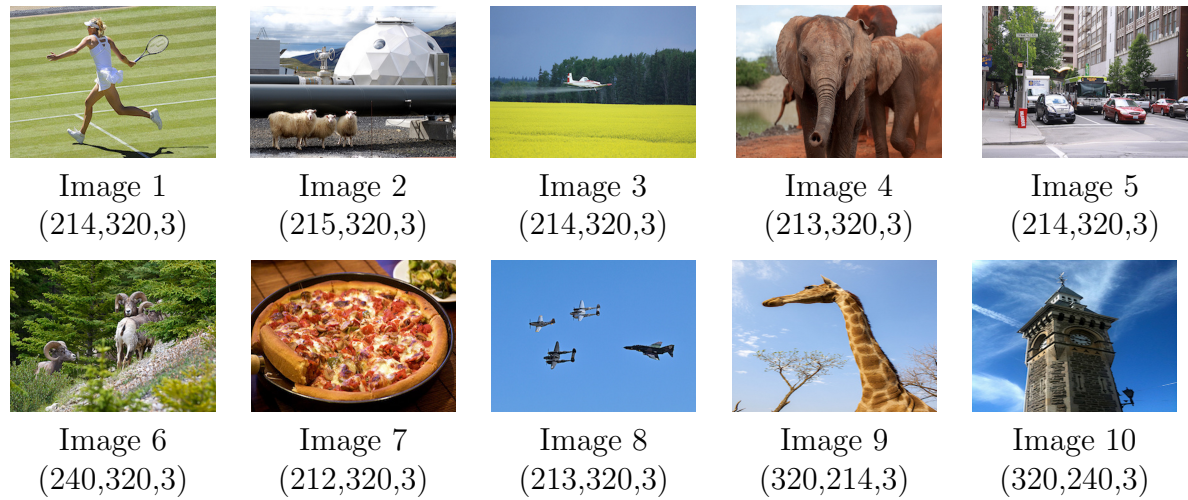 Image 1
(214,320,3)
Image 2
(215,320,3)
Image 3
(214,320,3)
Image 4
(213,320,3)
Image 5
(214,320,3)
Image 6
(240,320,3)
Image 7
(212,320,3)
Image 8
(213,320,3)
Image 9
(320,214,3)
Image 10
(320,240,3)